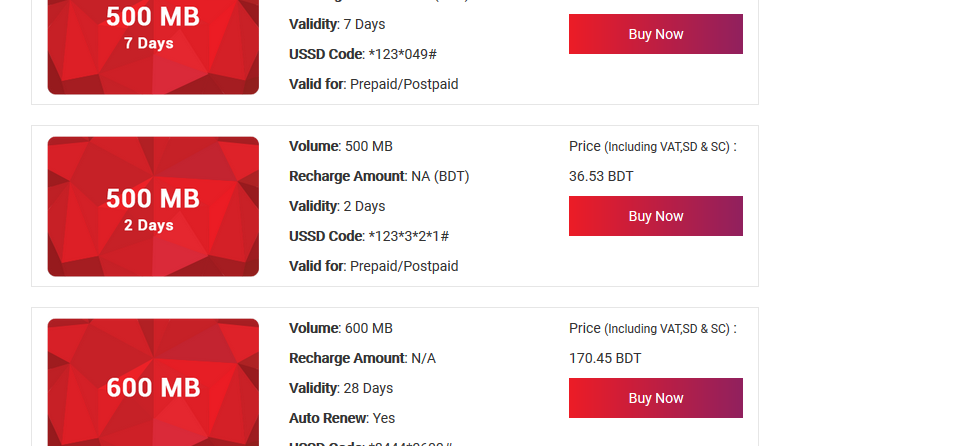 500 MB
7 Days
Validity: 7 Days
USSD Code: *123*049#
Valid for: Prepaid/Postpaid
Buy Now
500 MB
2 Days
Volume: 500 MB
Recharge Amount: NA (BDT)
Validity: 2 Days
USSD Code: *123*3*2*1#
Valid for: Prepaid/Postpaid
Price (Including VAT,SD & SC) :
36.53 BDT
Buy Now
600 MB
Volume: 600 MB
Recharge Amount: N/A
Validity: 28 Days
Auto Renew: Yes
Price (Including VAT,SD & SC) :
170.45 BDT
Buy Now